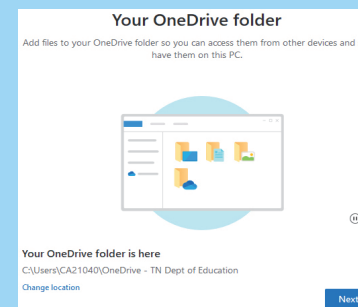 Your OneDrive folder
Add files to your OneDrive folder so you can access them from other devices and
have them on this PC.
Your OneDrive folder is here
C:\Users\CA21040\OneDrive - TN Dept of Education
Change location
Next